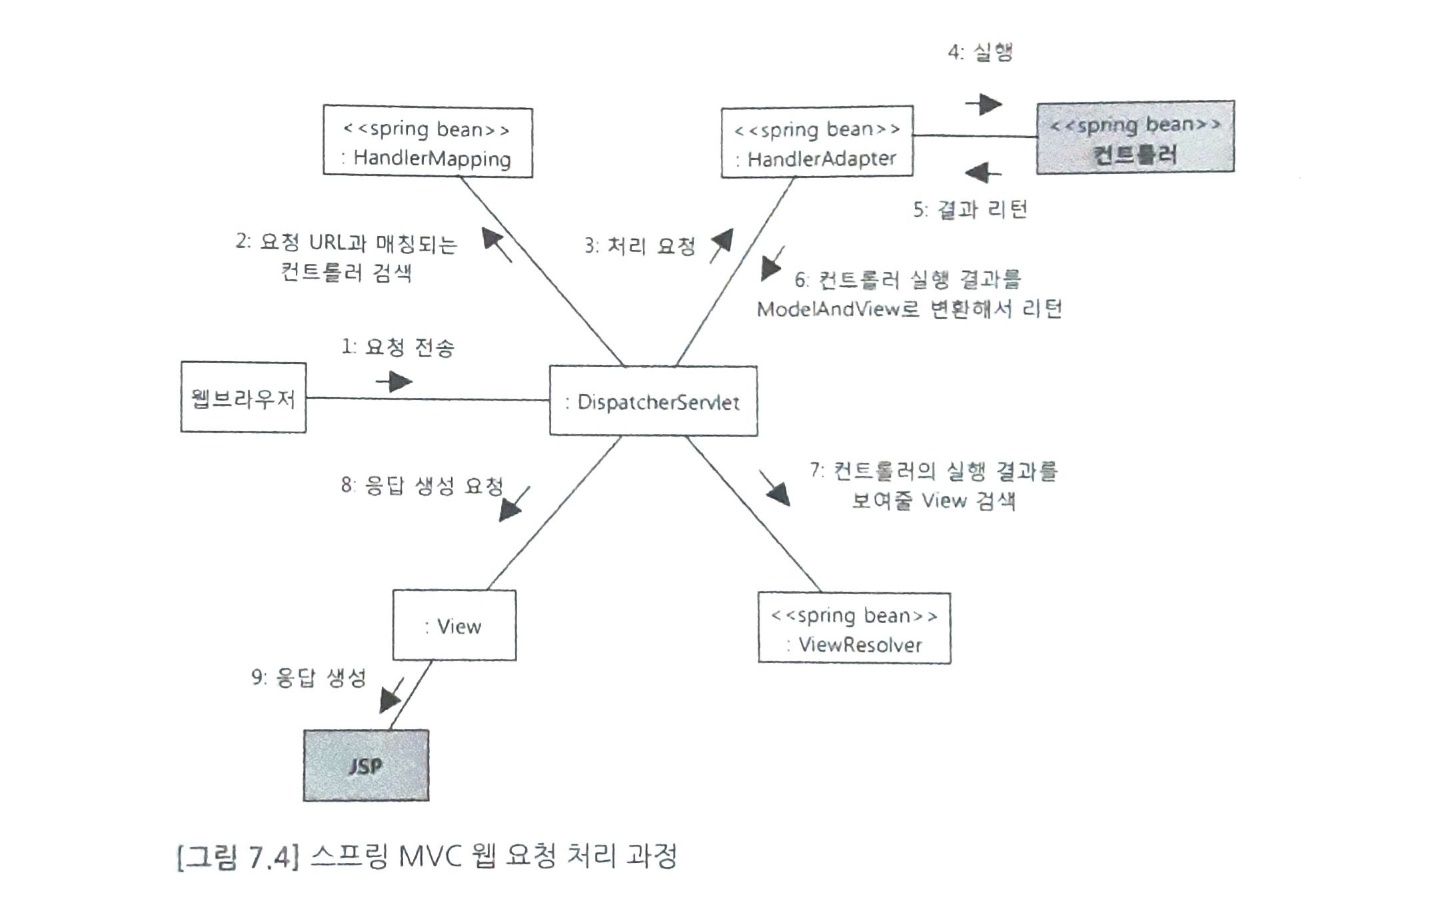 4: 실행
<<spring bean>>
: HandlerMapping
<<spring bean>>
: HandlerAdapter
<<spring bean>>
컨트롤러
5: 결과 리턴
2: 요청 URL과 매칭되는
컨트롤러 검색
3: 처리 요청
6: 컨트롤러 실행 결과를
ModelAndView로 변환해서 리턴
1: 요청 전송
웹브라우저
: DispatcherServlet
8: 응답 생성 요청
7: 컨트롤러의 실행 결과를
보여줄 View 검색
: View
<<spring bean>>
: ViewResolver
9: 응답 생성
JSP
[그림 7.4] 스프링 MVC 웹 요청 처리 과정